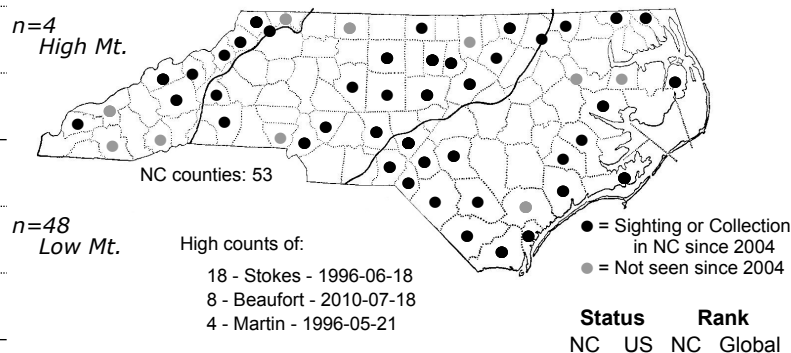 n=4
High Mt.
NC counties: 53
n=48
Low Mt.
High counts of:
18 - Stokes - 1996-06-18
8 - Beaufort - 2010-07-18
4 - Martin - 1996-05-21
● = Sighting or Collection
in NC since 2004
● = Not seen since 2004
Status Rank
NC US NC Global